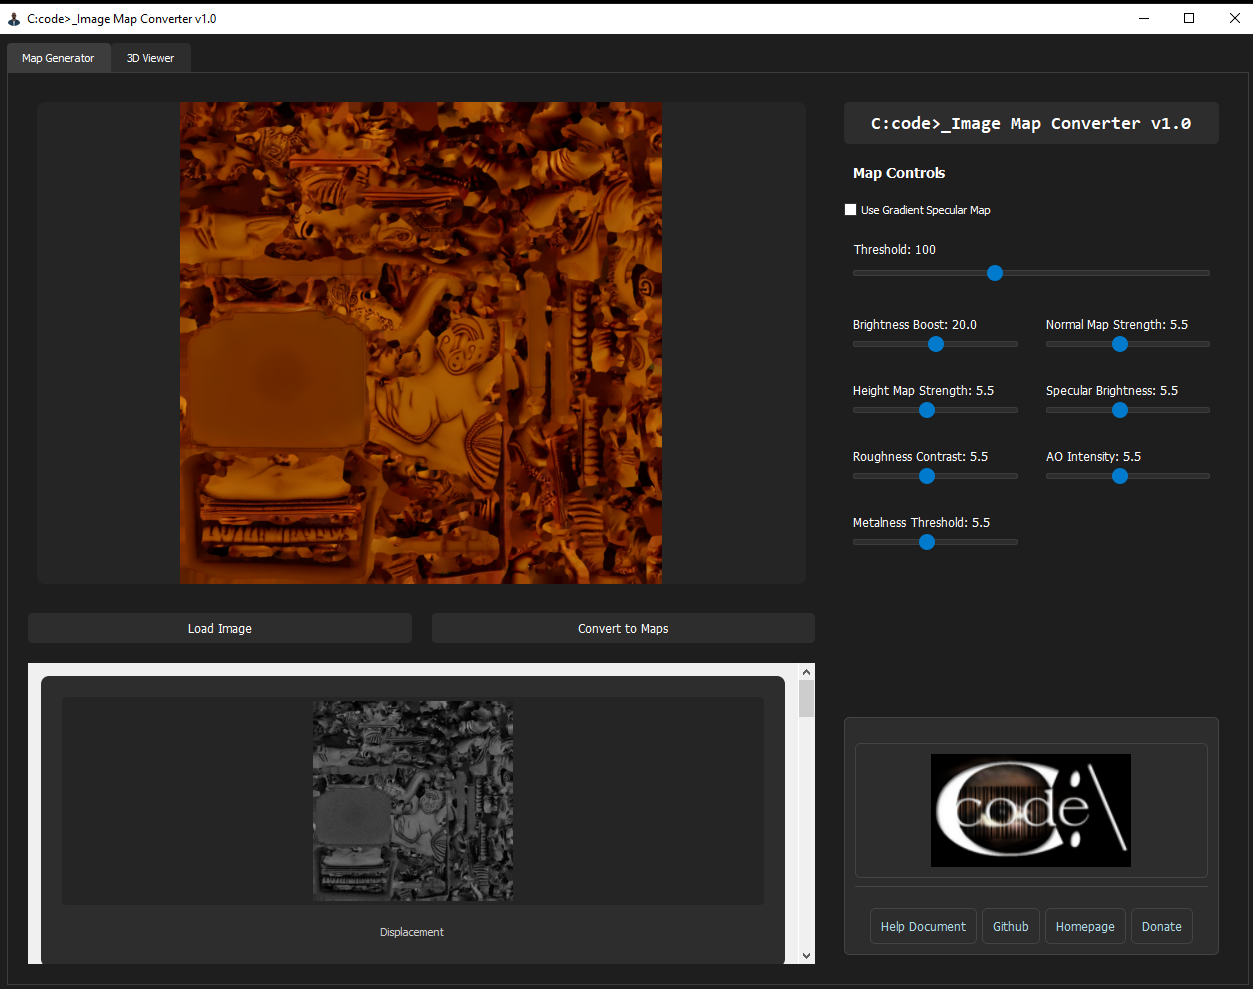 C:code>_Image Map Converter v1.0
Map Generator
3D Viewer
C:code>_Image Map Converter v1.0
Map Controls
Use Gradient Specular Map
Threshold: 100
Brightness Boost: 20.0
Normal Map Strength: 5.5
Height Map Strength: 5.5
Specular Brightness: 5.5
Roughness Contrast: 5.5
AO Intensity: 5.5
Metalness Threshold: 5.5
Load Image
Convert to Maps
Displacement
C:\
code
Help Document
Github
Homepage
Donate